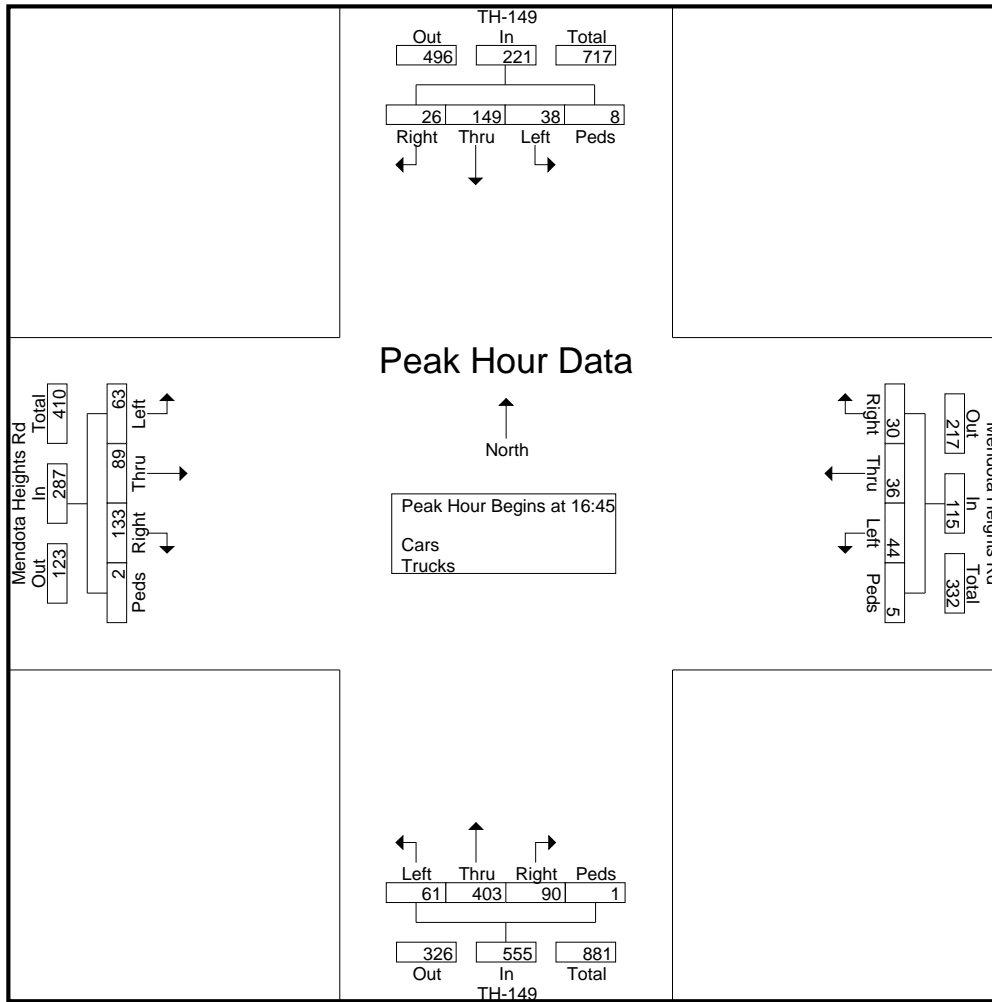 TH-149
Out In Total
496 221 717
26 149 38 8
Right Thru Left Peds
Peak Hour Data
North
Peak Hour Begins at 16:45
Cars
Trucks
Mendota Heights Rd
Total In Out
410 287 123
63 89 133 2
Left Thru Right Peds
Right Thru Left Peds
30 36 44 5
217 115 332
Out In Total
Mendota Heights Rd
Left Thru Right Peds
61 403 90 1
326 555 881
Out In Total
TH-149